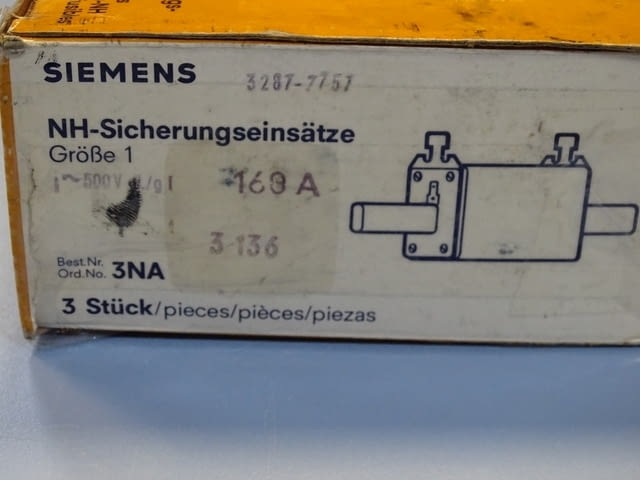 SIEMENS
3287-7757
NH-Sicherungseinsätze
Größe 1
~500V /g l
160 A
3 136
Best.Nr.
Ord.No. 3NA
3 Stück/pieces/pièces/piezas